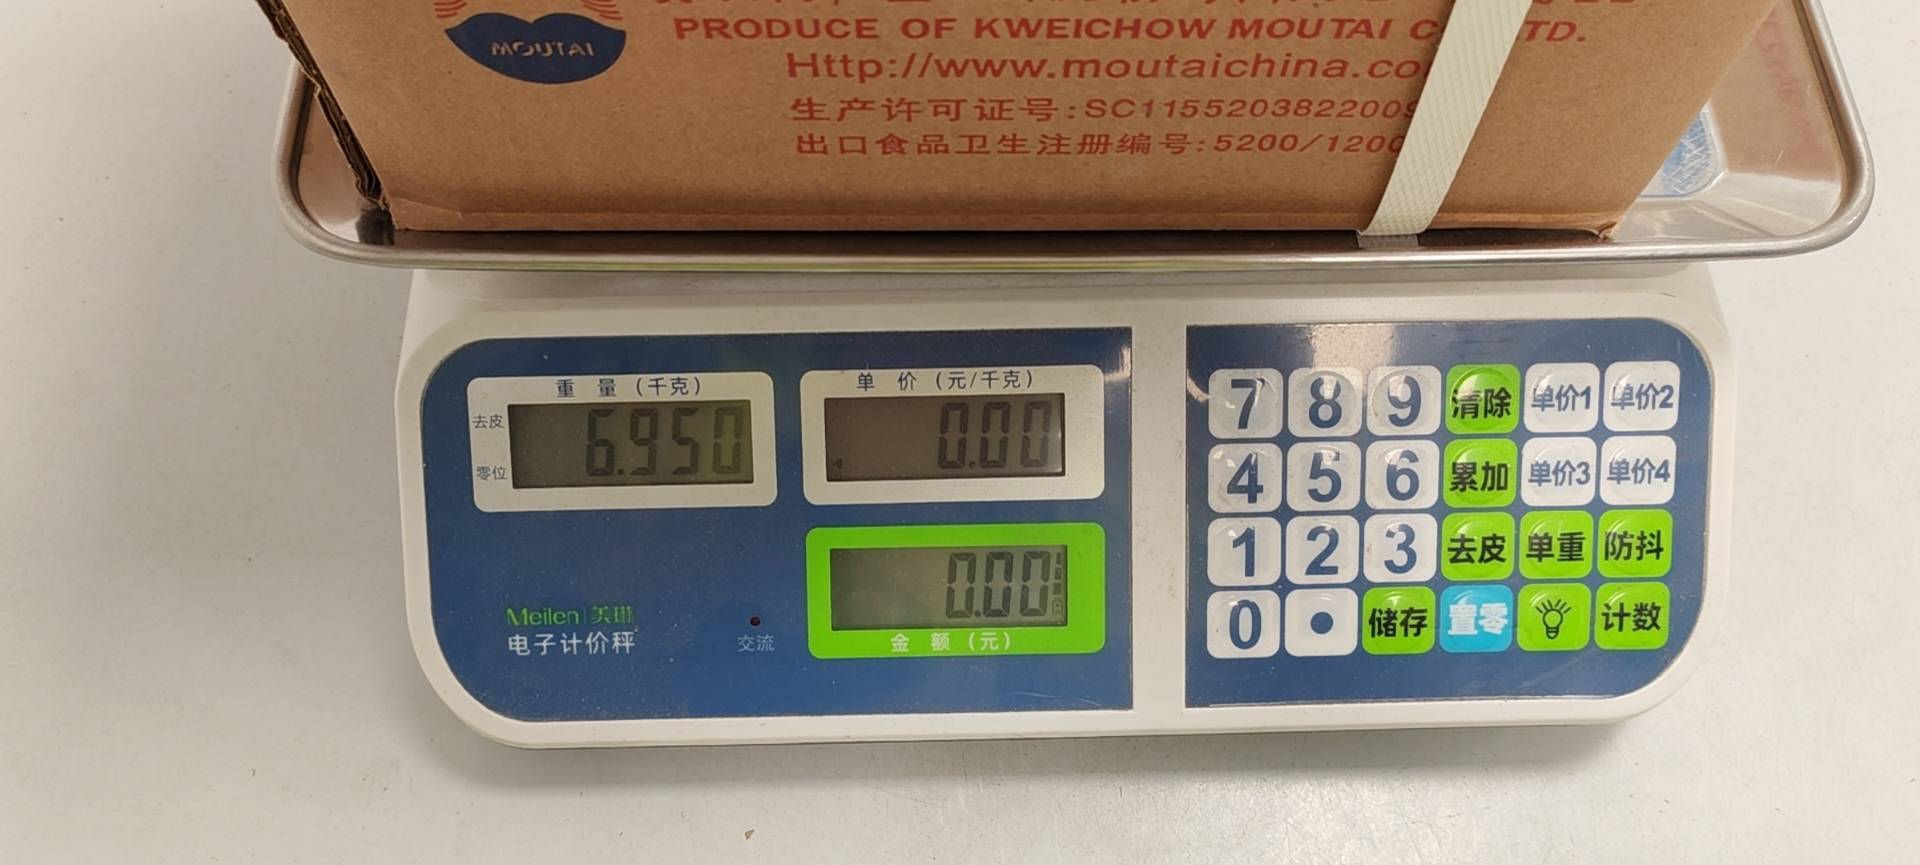 MOUTAI
PRODUCE OF KWEICHOW MOUTAI C TD.
Http://www.moutaichina.co
生产许可证号:SC1155203822009
出口食品卫生注册编号:5200/1200
重量(千克)
去皮
零位
6.950
单价(元/千克)
0.00
0.00
金额(元)
Meilen 美琳
电子计价秤
交流
7 8 9 清除 单价1 单价2
4 5 6 累加 单价3 单价4
1 2 3 去皮 单重 防抖
0 • 储存 置零 计数